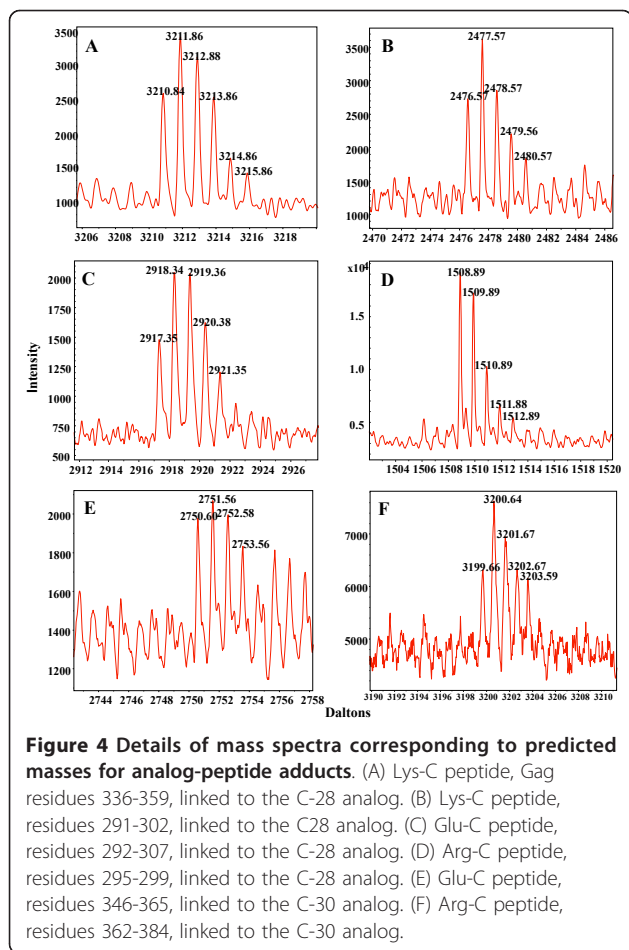 A
3500
3000
2500
2000
1500
1000
3211.86
3212.88
3210.84
3213.86
3214.86
3215.86
3206 3208 3210 3212 3214 3216 3218
B
3500
3000
2500
2000
1500
1000
2477.57
2476.57
2478.57
2479.56
2480.57
2470 2472 2474 2476 2478 2480 2482 2484 2486
C
2000
1750
1500
1250
1000
750
500
Intensity
2918.34
2919.36
2920.38
2917.35
2921.35
2912 2914 2916 2918 2920 2922 2924 2926
D
x10⁴
1.5
1.0
0.5
1508.89
1509.89
1510.89
1511.88
1512.89
1504 1506 1508 1510 1512 1514 1516 1518 1520
E
2000
1800
1600
1400
1200
2751.56
2750.60
2752.58
2753.56
2744 2746 2748 2750 2752 2754 2756 2758
F
7000
6000
5000
3200.64
3201.67
3199.66
3202.67
3203.59
3190 3192 3194 3196 3198 3200 3202 3204 3206 3208 3210
Daltons
Figure 4 Details of mass spectra corresponding to predicted
masses for analog-peptide adducts. (A) Lys-C peptide, Gag
residues 336-359, linked to the C-28 analog. (B) Lys-C peptide,
residues 291-302, linked to the C28 analog. (C) Glu-C peptide,
residues 292-307, linked to the C-28 analog. (D) Arg-C peptide,
residues 295-299, linked to the C-28 analog. (E) Glu-C peptide,
residues 346-365, linked to the C-30 analog. (F) Arg-C peptide,
residues 362-384, linked to the C-30 analog.